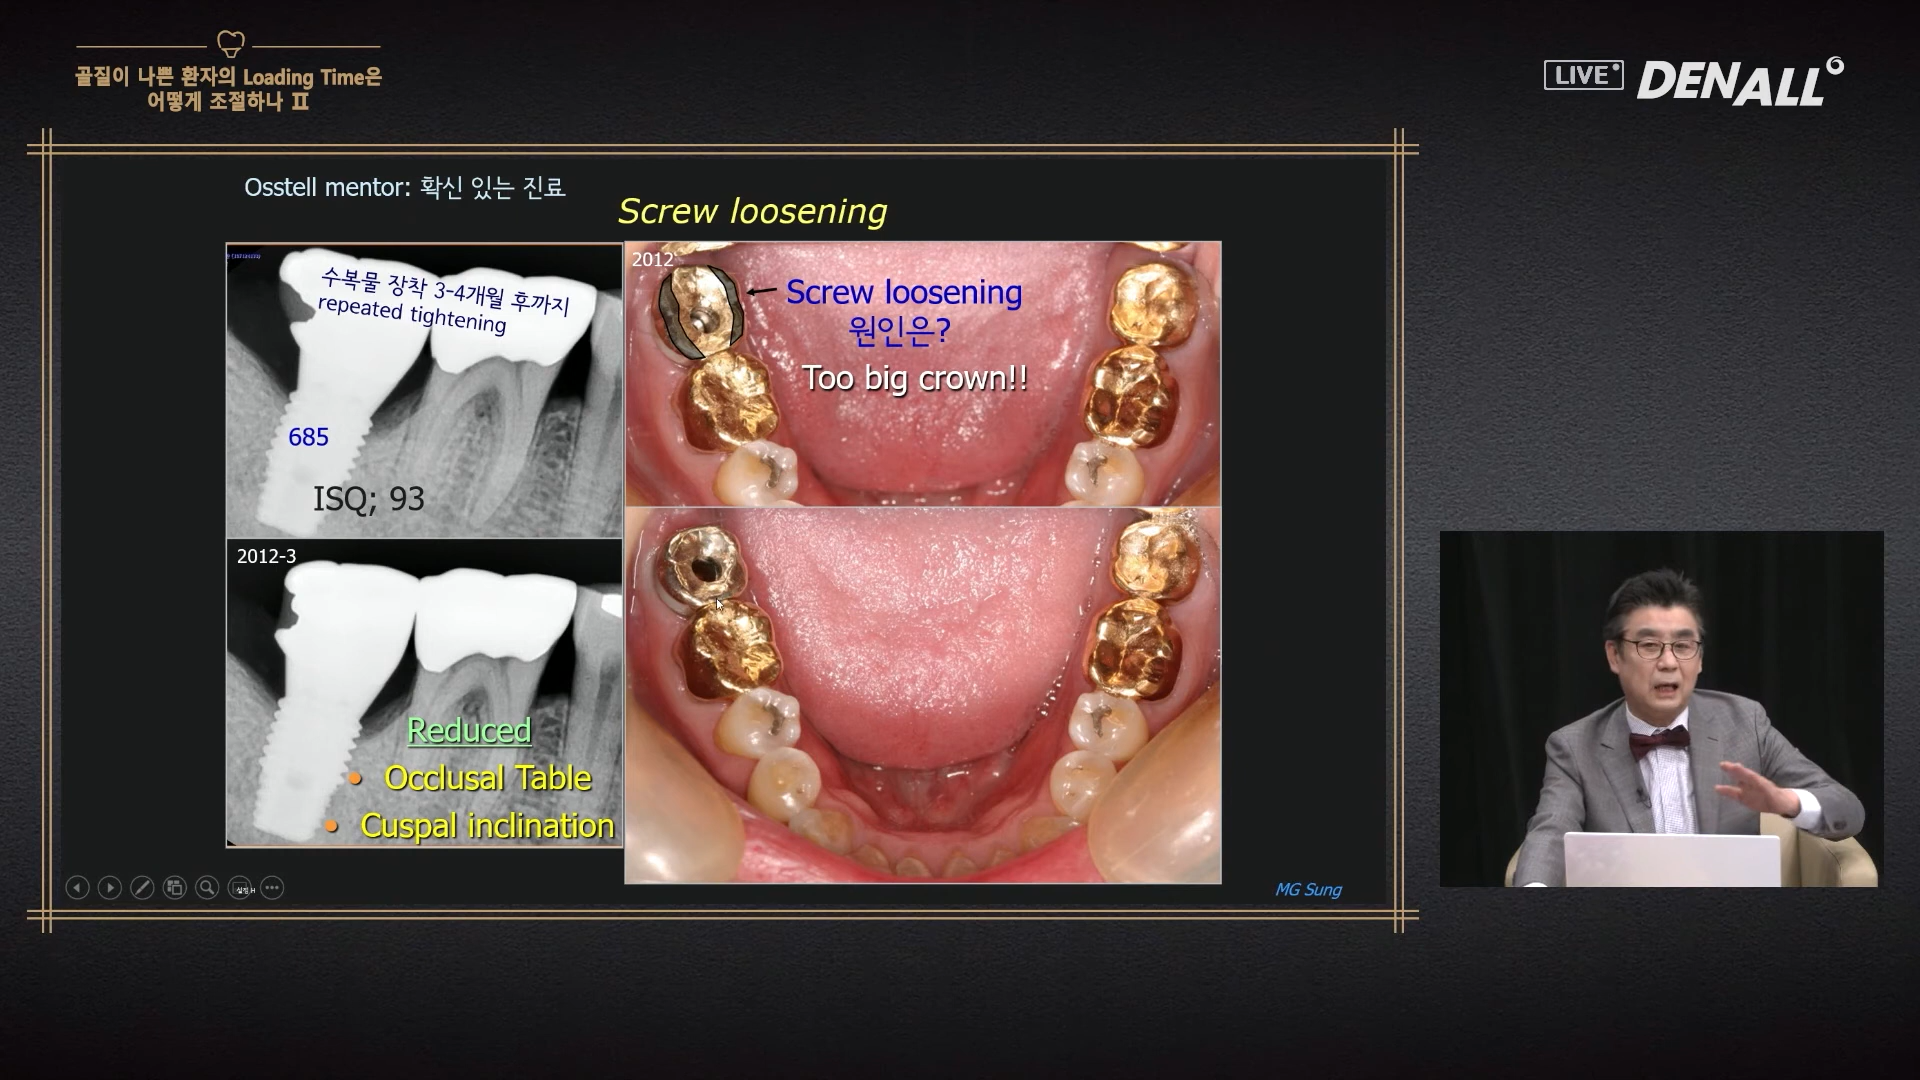 골질이 나쁜 환자의 Loading Time은
어떻게 조절하나 Ⅱ
LIVE
DENALL
Osstell mentor: 확신 있는 진료
Screw loosening
수복물 장착 3-4개월 후까지
repeated tightening
685
ISQ; 93
2012
Screw loosening
원인은?
Too big crown!!
2012-3
Reduced
• Occlusal Table
• Cuspal inclination
MG Sung